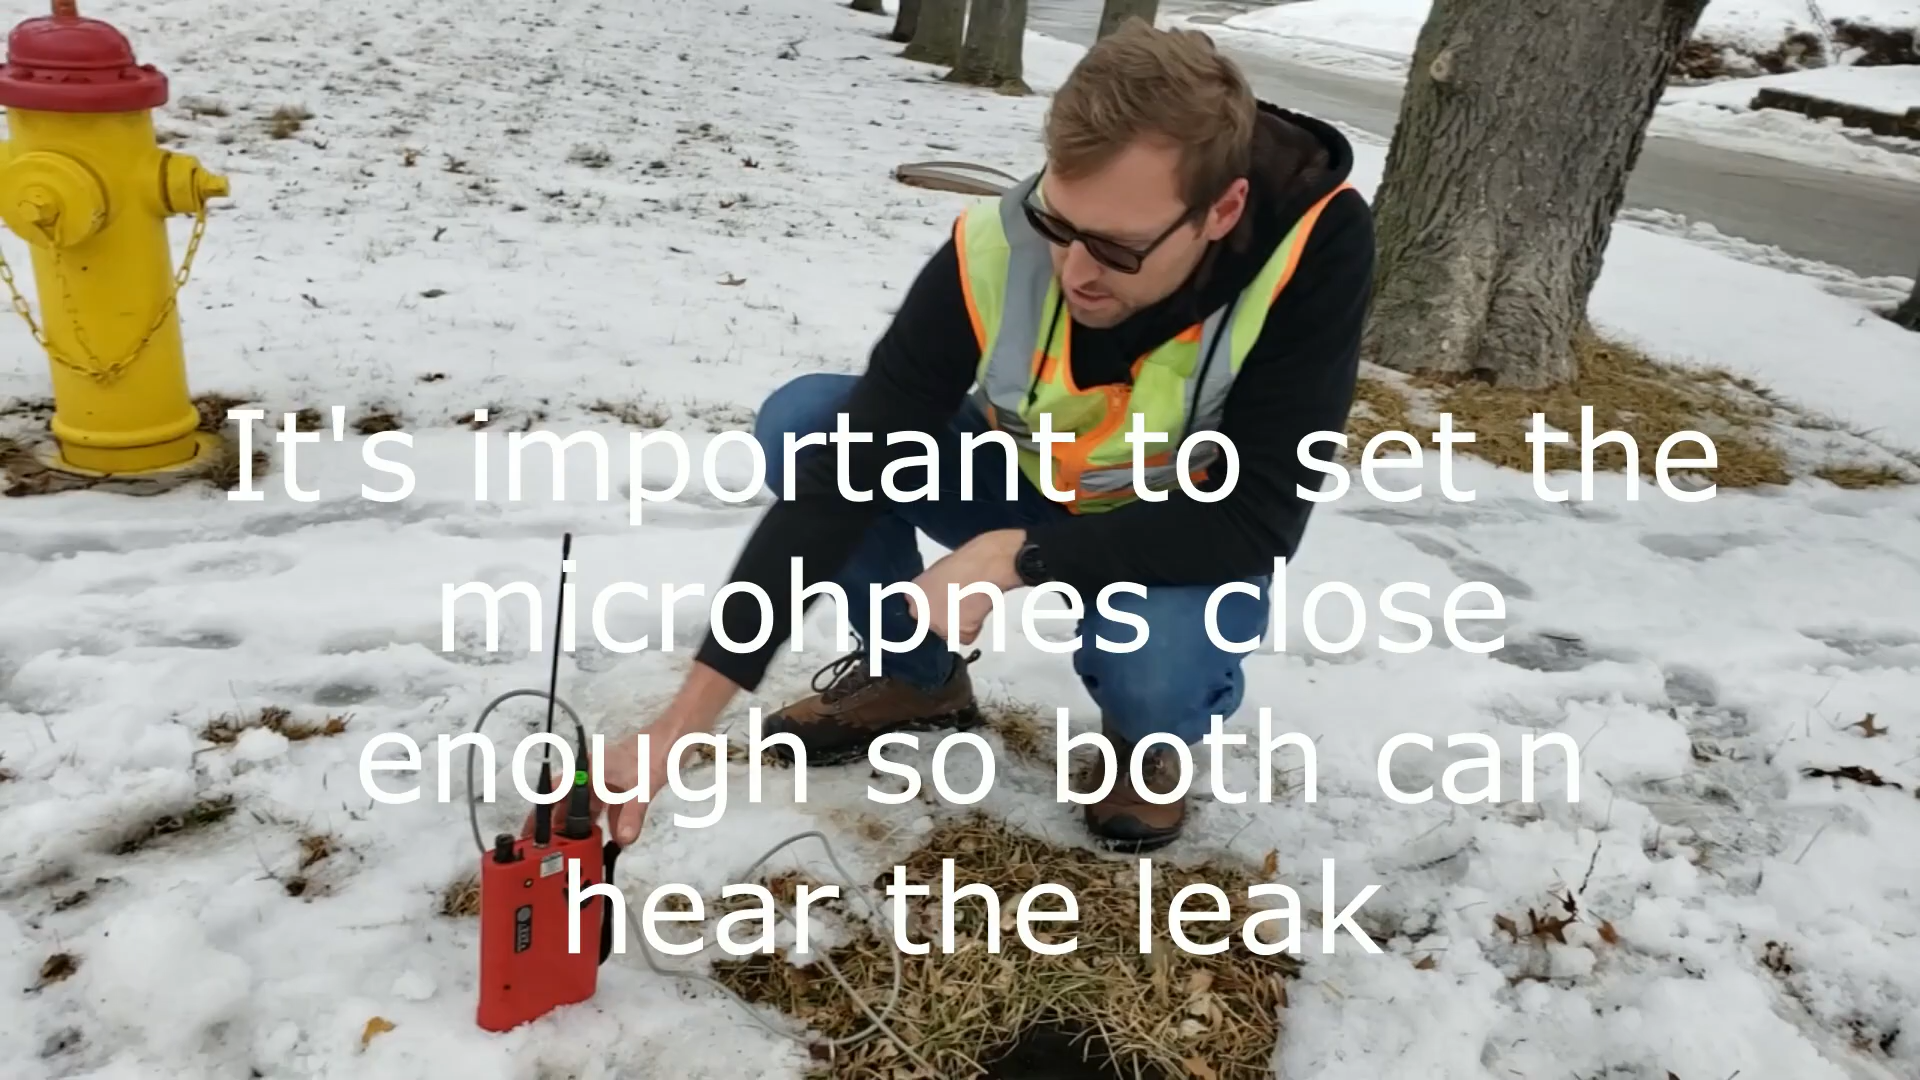 It's important to set the
microhpnes close
enough so both can
hear the leak